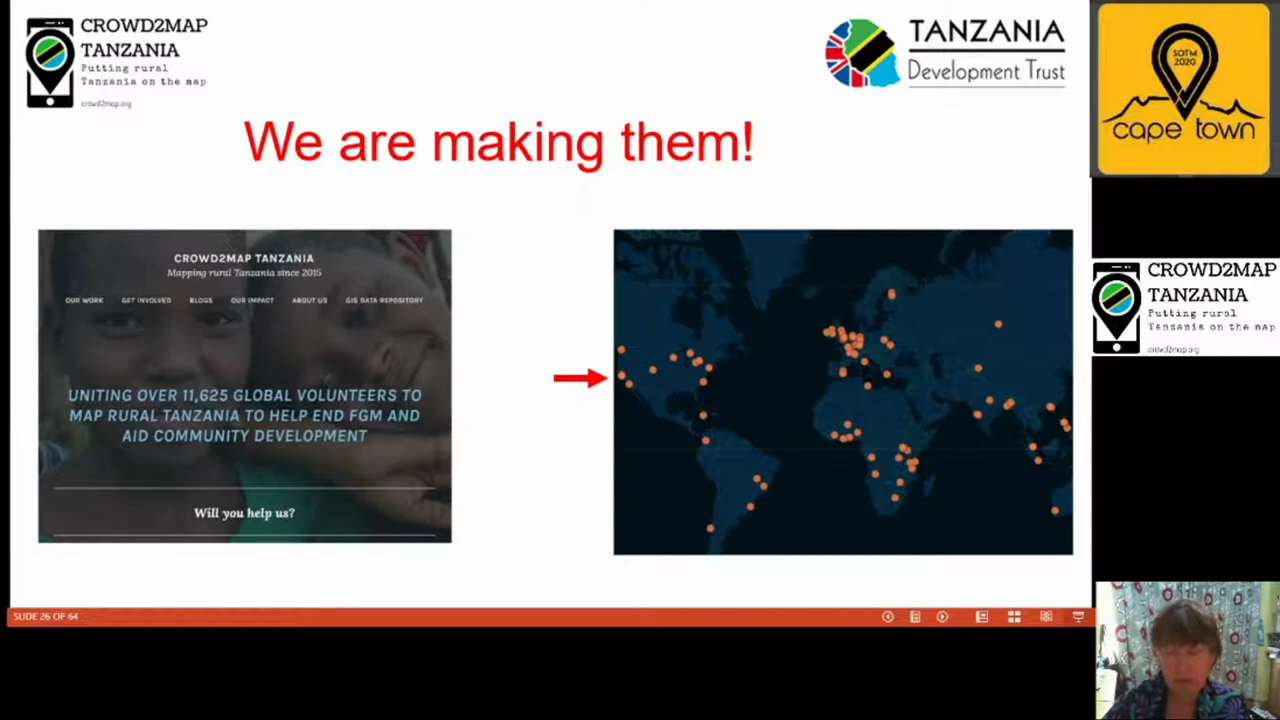 CROWD2MAP
TANZANIA
Putting rural
Tanzania on the map
crowd2map.org
TANZANIA
Development Trust
SOTM
2020
cape town
We are making them!
CROWD2MAP TANZANIA
Mapping rural Tanzania since 2015
OUR WORK GET INVOLVED BLOGS OUR IMPACT ABOUT US GIS DATA REPOSITORY
UNITING OVER 11,625 GLOBAL VOLUNTEERS TO
MAP RURAL TANZANIA TO HELP END FGM AND
AID COMMUNITY DEVELOPMENT
Will you help us?
CROWD2MAP
TANZANIA
Putting rural
Tanzania on the map
crowd2map.org
SLIDE 26 OF 64